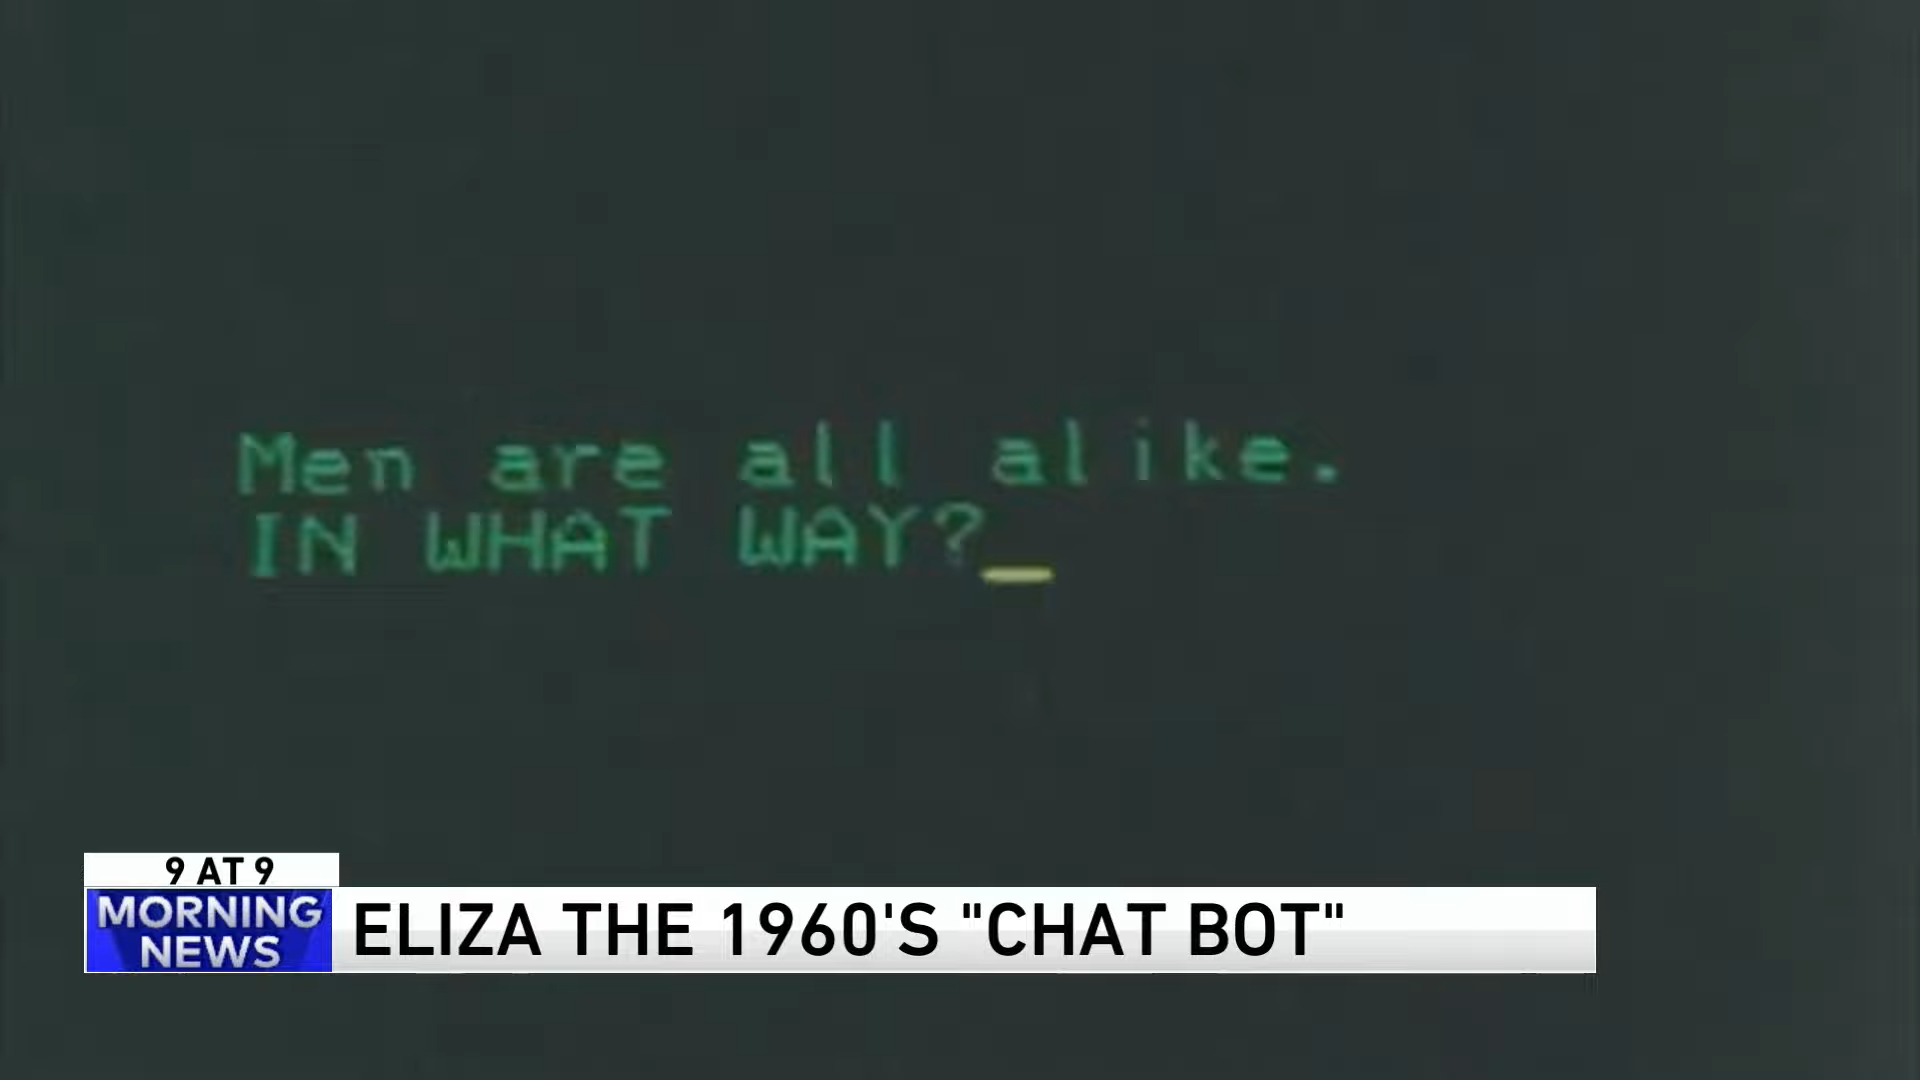 Men are all alike.
IN WHAT WAY?_
9 AT 9
MORNING
NEWS
ELIZA THE 1960'S "CHAT BOT"